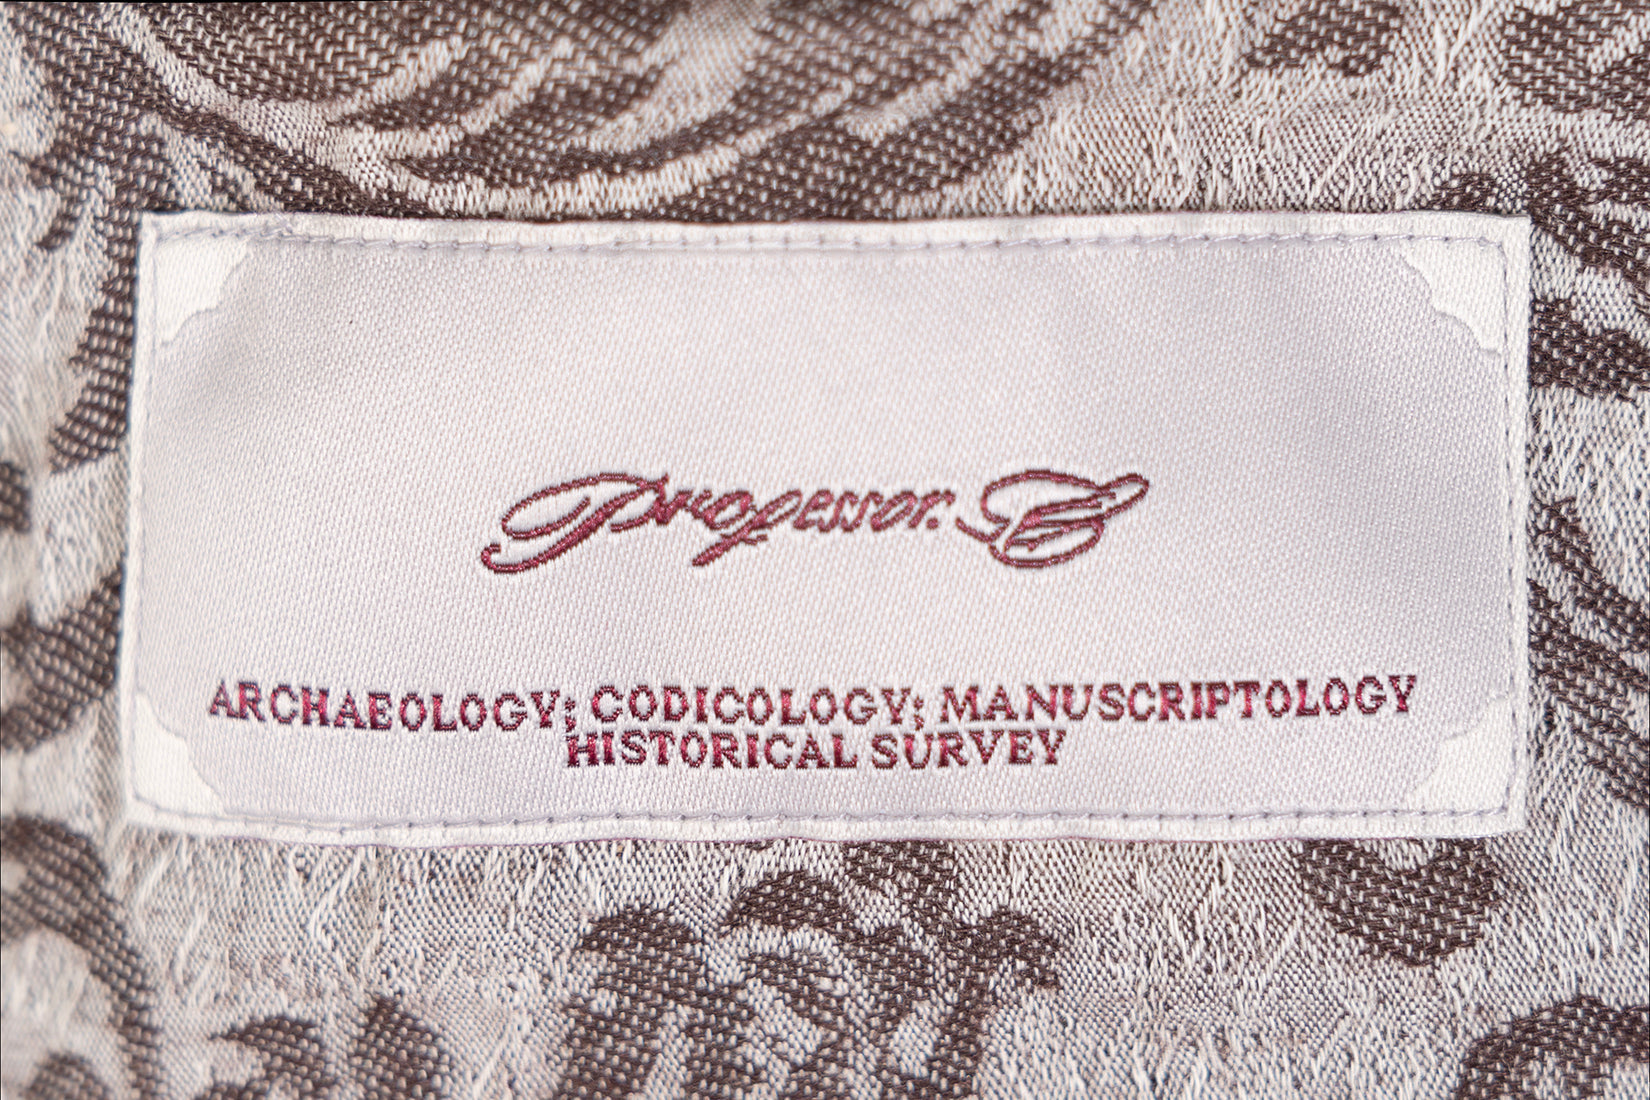 Professor. C
ARCHAEOLOGY; CODICOLOGY; MANUSCRIPTOLOGY
HISTORICAL SURVEY